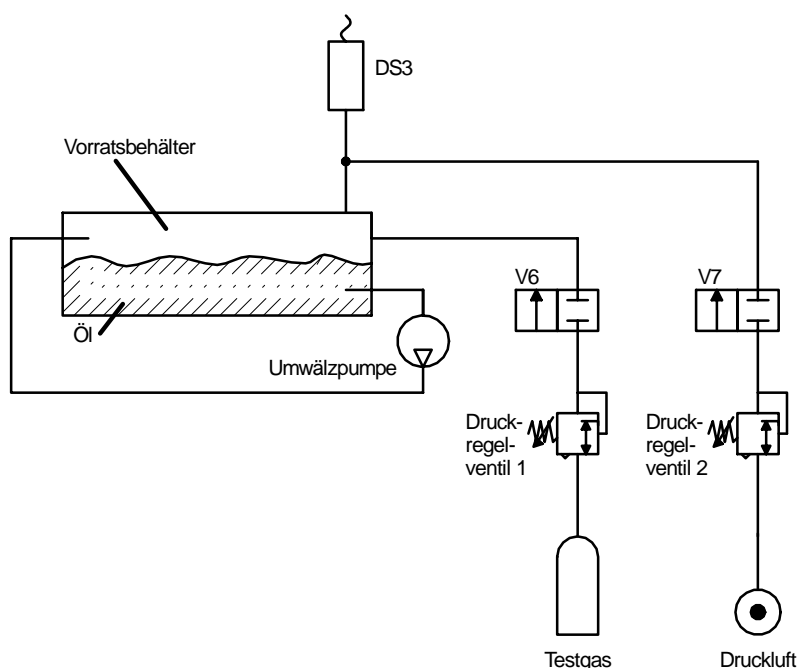 DS3
Vorratsbehälter
V6
V7
Öl
Umwälzpumpe
Druck-
regel-
ventil 1
Druck-
regel-
ventil 2
Testgas
Druckluft